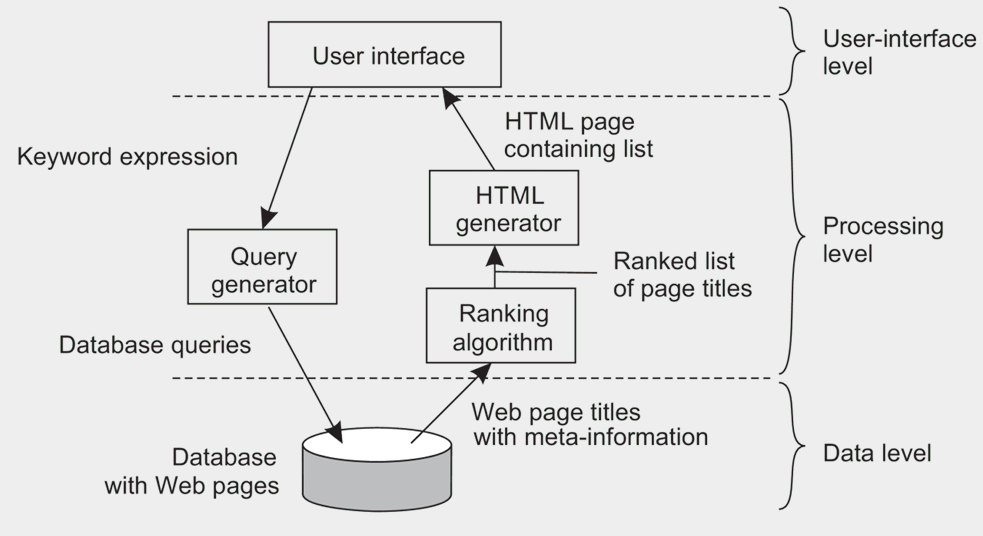 User interface
User-interface
level
Keyword expression
HTML page
containing list
HTML
generator
Query
generator
Processing
level
Ranked list
of page titles
Ranking
algorithm
Database queries
Web page titles
with meta-information
Database
with Web pages
Data level